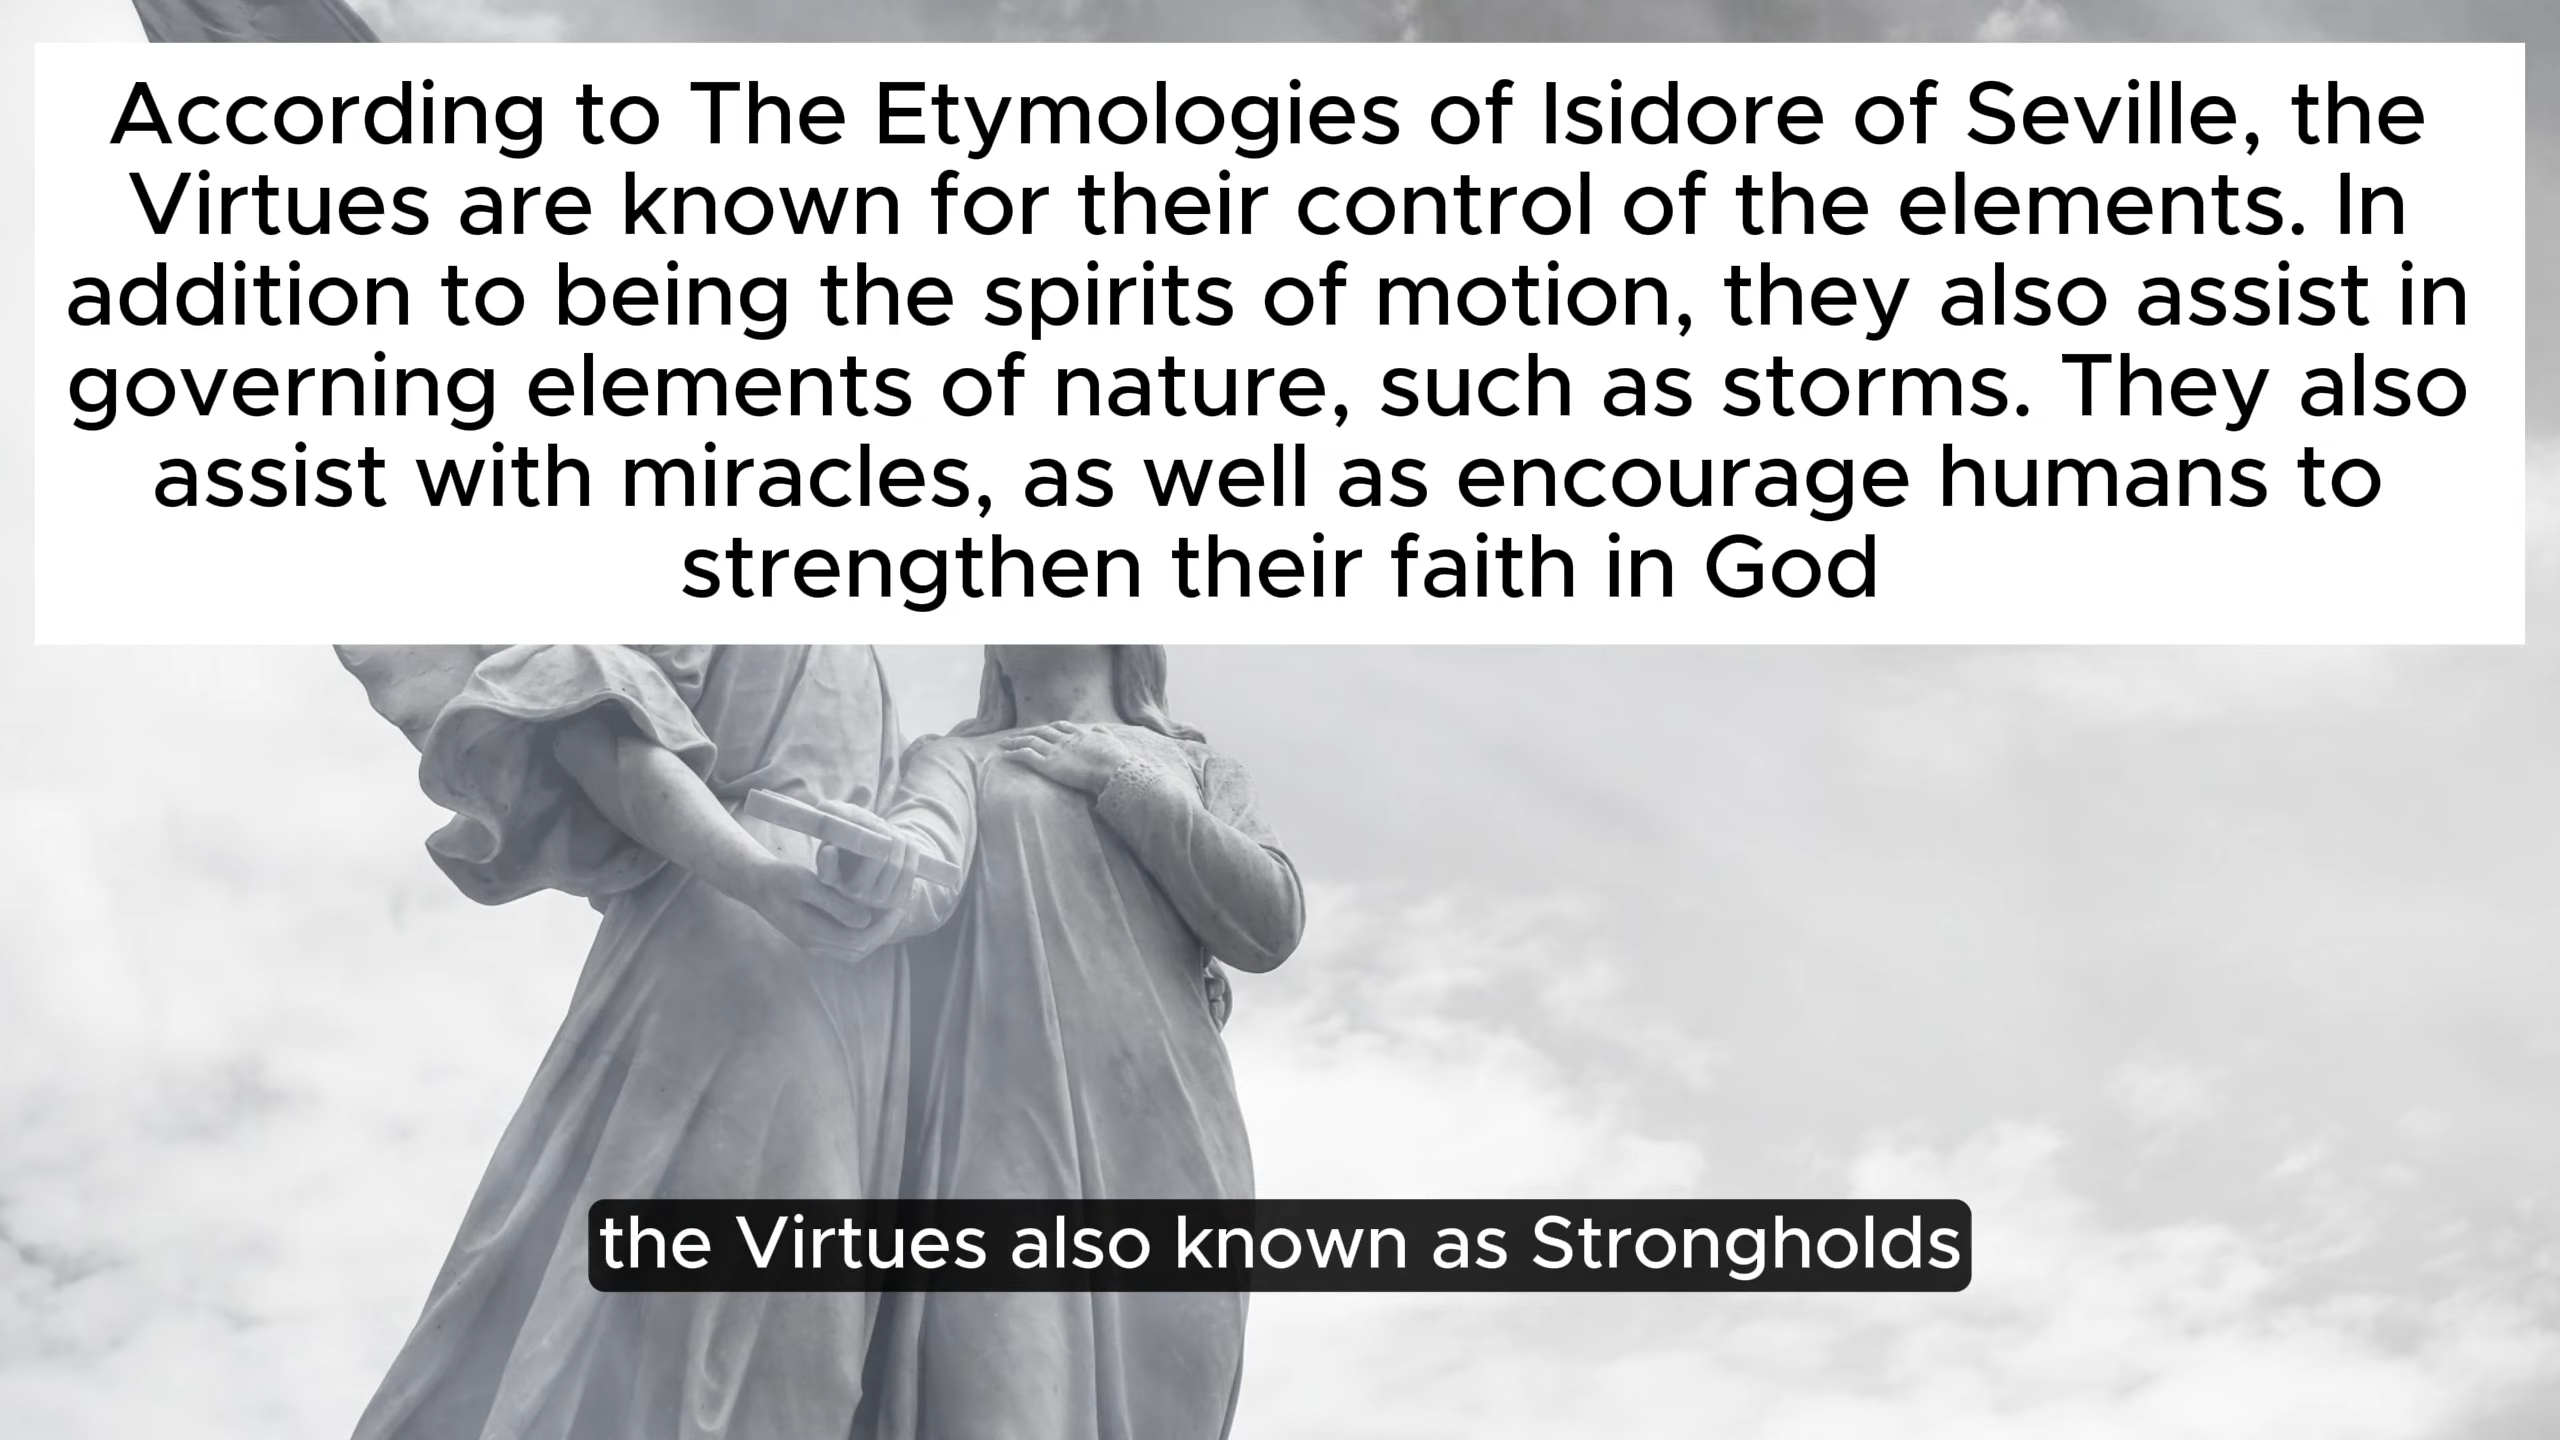 According to The Etymologies of Isidore of Seville, the
Virtues are known for their control of the elements. In
addition to being the spirits of motion, they also assist in
governing elements of nature, such as storms. They also
assist with miracles, as well as encourage humans to
strengthen their faith in God
the Virtues also known as Strongholds